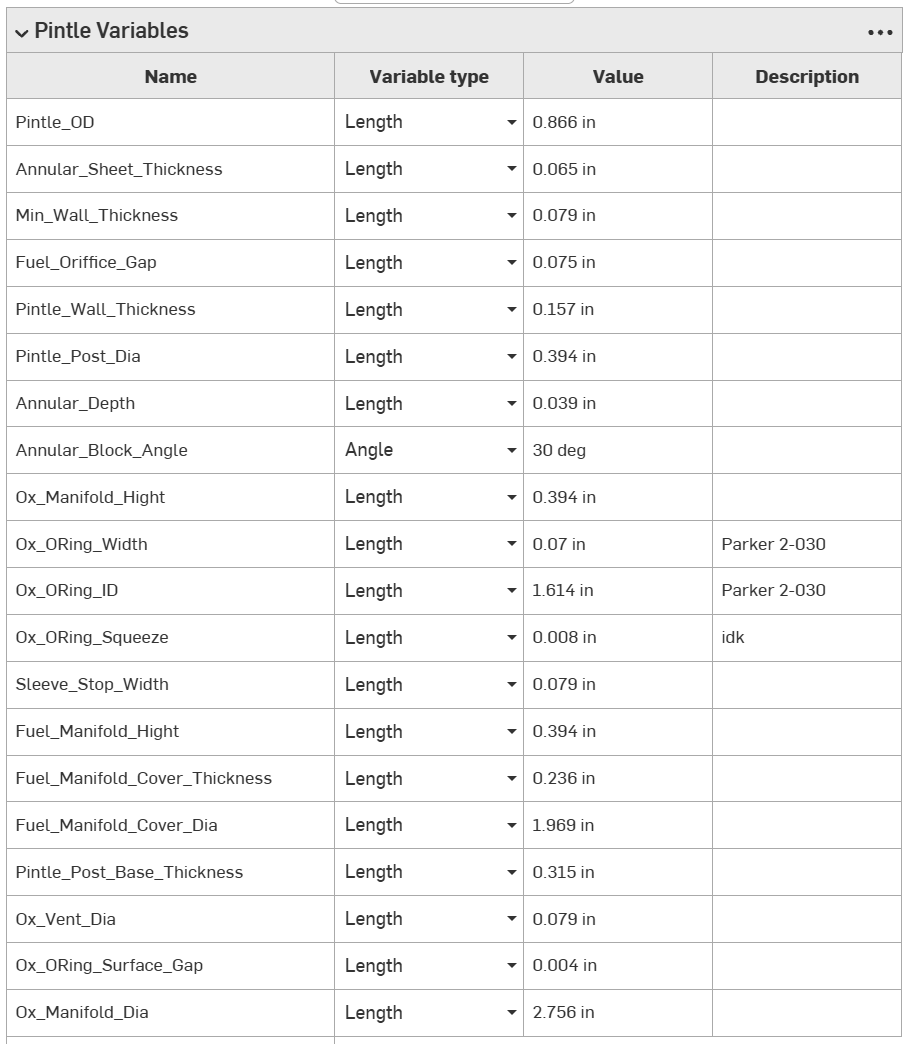 Pintle Variables
Name Variable type Value Description
Pintle_OD Length 0.866 in
Annular_Sheet_Thickness Length 0.065 in
Min_Wall_Thickness Length 0.079 in
Fuel_Oriffice_Gap Length 0.075 in
Pintle_Wall_Thickness Length 0.157 in
Pintle_Post_Dia Length 0.394 in
Annular_Depth Length 0.039 in
Annular_Block_Angle Angle 30 deg
Ox_Manifold_Hight Length 0.394 in
Ox_ORing_Width Length 0.07 in Parker 2-030
Ox_ORing_ID Length 1.614 in Parker 2-030
Ox_ORing_Squeeze Length 0.008 in idk
Sleeve_Stop_Width Length 0.079 in
Fuel_Manifold_Hight Length 0.394 in
Fuel_Manifold_Cover_Thickness Length 0.236 in
Fuel_Manifold_Cover_Dia Length 1.969 in
Pintle_Post_Base_Thickness Length 0.315 in
Ox_Vent_Dia Length 0.079 in
Ox_ORing_Surface_Gap Length 0.004 in
Ox_Manifold_Dia Length 2.756 in